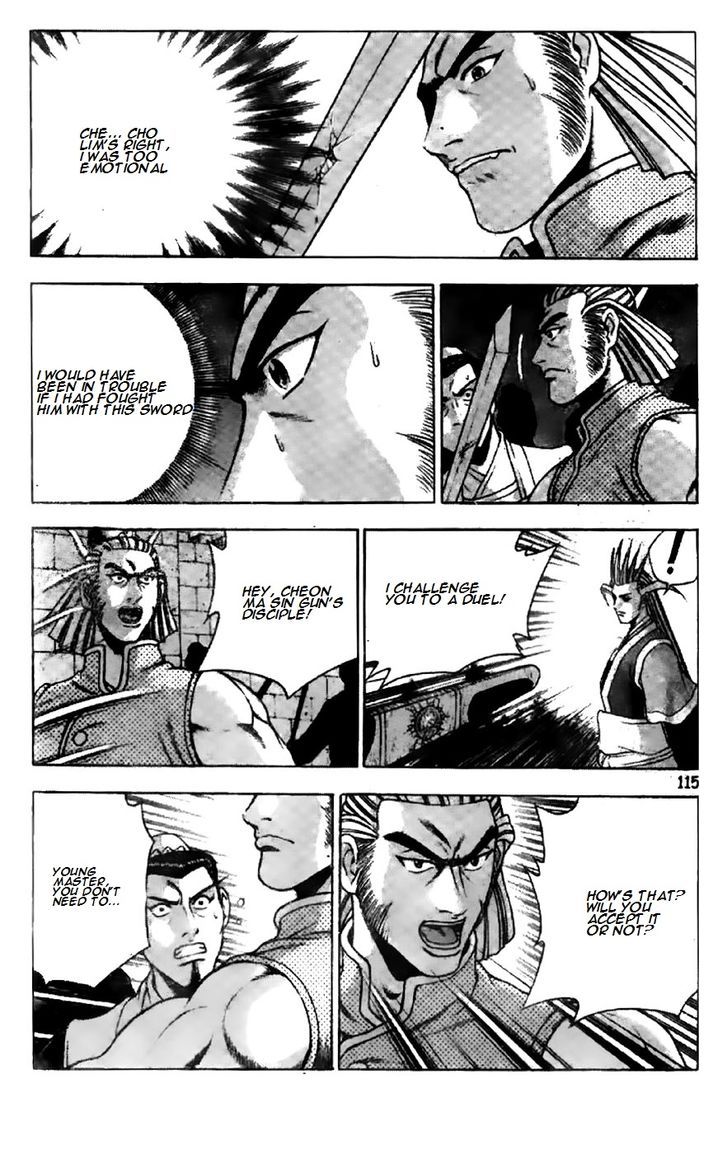 CHE... CHO
LIM'S RIGHT,
I WAS TOO
EMOTIONAL
I WOULD HAVE
BEEN IN TROUBLE
IF I HAD FOUGHT
HIM WITH THIS SWORD
HEY, CHEON
MA SIN GUN'S
DISCIPLE!
I CHALLENGE
YOU TO A DUEL!
!
115
YOUNG
MASTER,
YOU DON'T
NEED TO...
HOW'S THAT?
WILL YOU
ACCEPT IT
OR NOT?